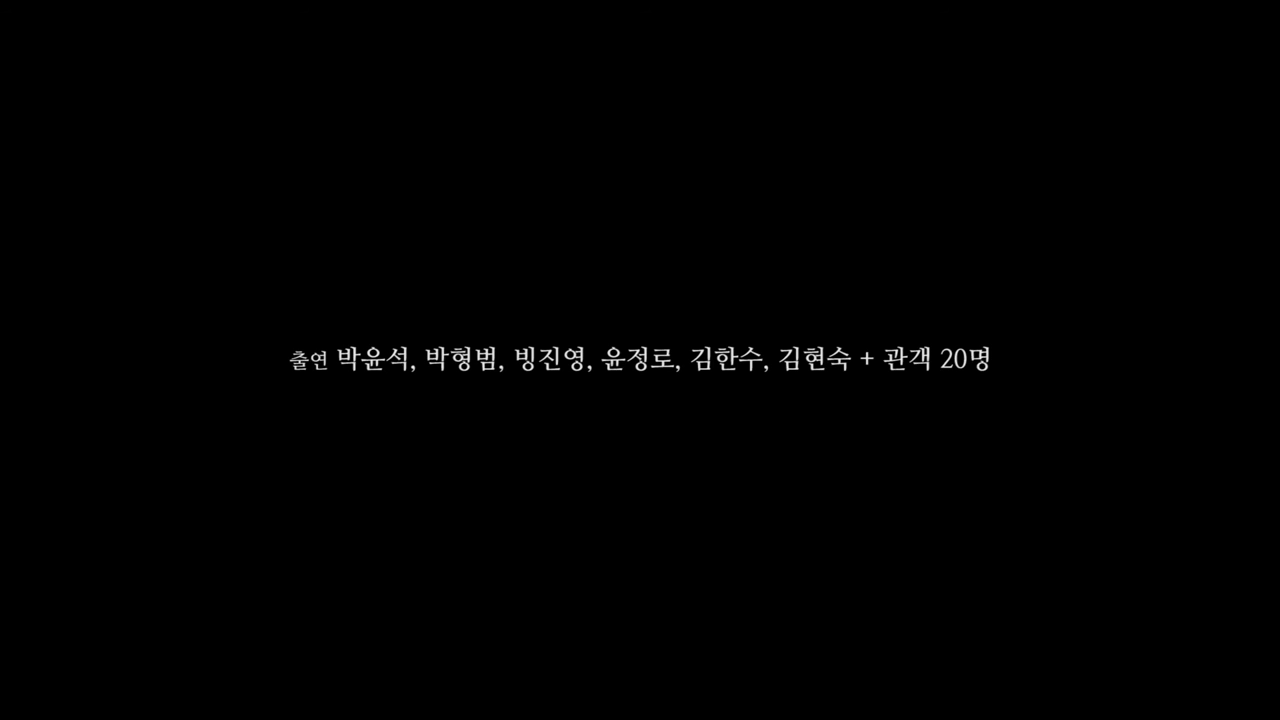 출연 박윤석, 박형범, 빙진영, 윤정로, 김한수, 김현숙 + 관객 20명